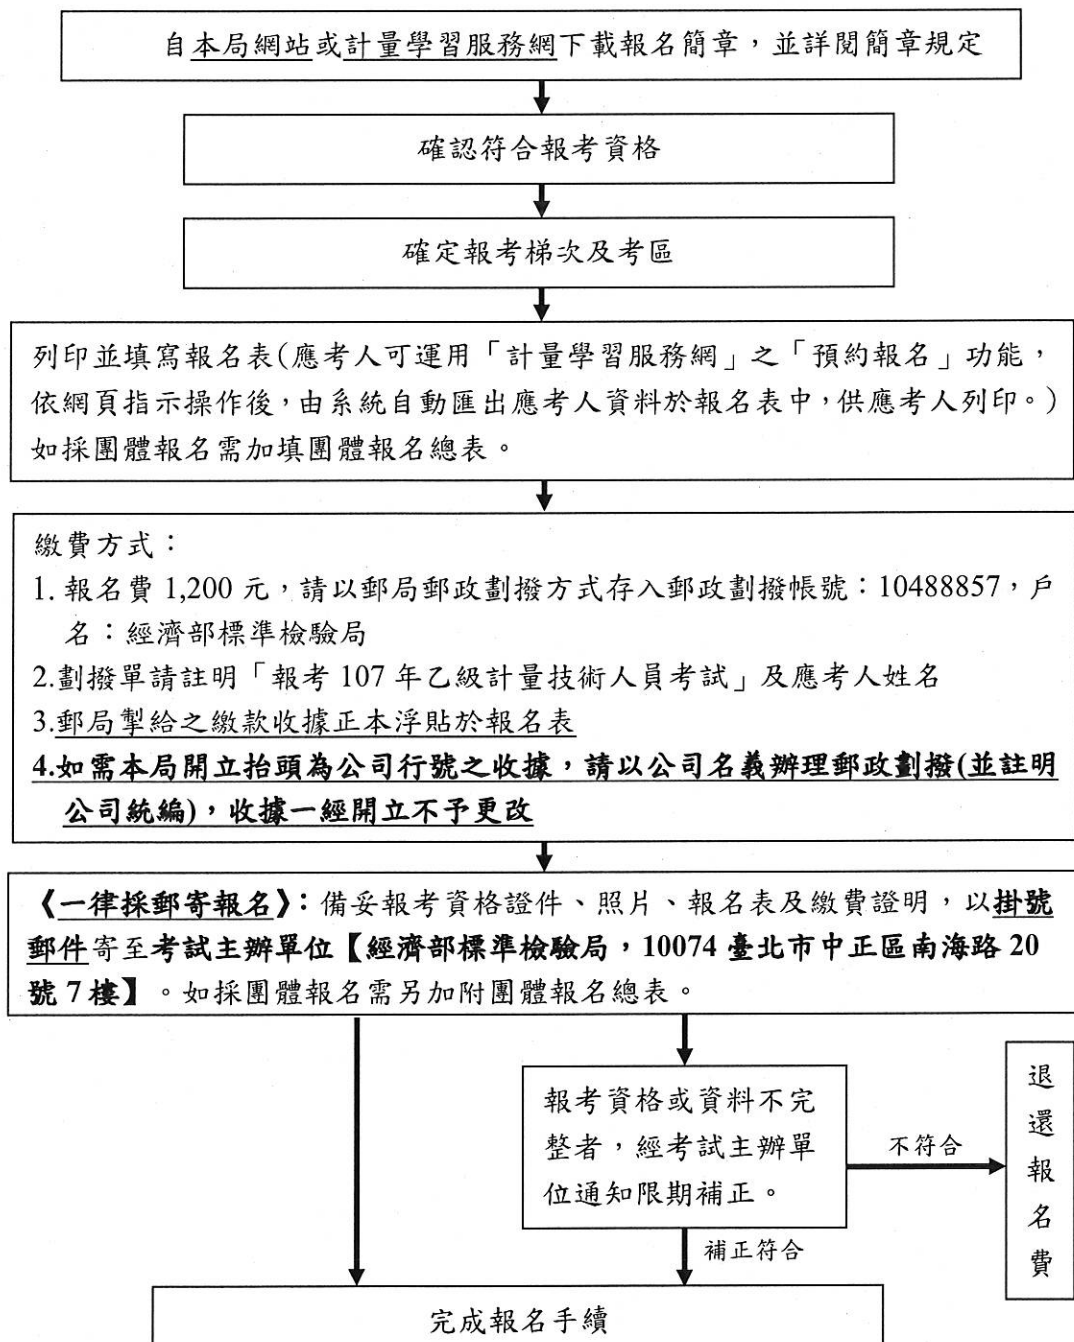 自本局網站或計量學習服務網下載報名簡章，並詳閱簡章規定
確認符合報考資格
確定報考梯次及考區
列印並填寫報名表(應考人可運用「計量學習服務網」之「預約報名」功能，
依網頁指示操作後，由系統自動匯出應考人資料於報名表中，供應考人列印。)
如採團體報名需加填團體報名總表。
繳費方式：
1. 報名費 1,200 元，請以郵局郵政劃撥方式存入郵政劃撥帳號：10488857，戶
名：經濟部標準檢驗局
2.劃撥單請註明「報考 107 年乙級計量技術人員考試」及應考人姓名
3.郵局掣給之繳款收據正本浮貼於報名表
4.如需本局開立抬頭為公司行號之收據，請以公司名義辦理郵政劃撥(並註明
公司統編)，收據一經開立不予更改
《一律採郵寄報名》：備妥報考資格證件、照片、報名表及繳費證明，以掛號
郵件寄至考試主辦單位【經濟部標準檢驗局，10074 臺北市中正區南海路 20
號 7 樓】。如採團體報名需另加附團體報名總表。
報考資格或資料不完
整者，經考試主辦單
位通知限期補正。
不符合
退還報名費
補正符合
完成報名手續